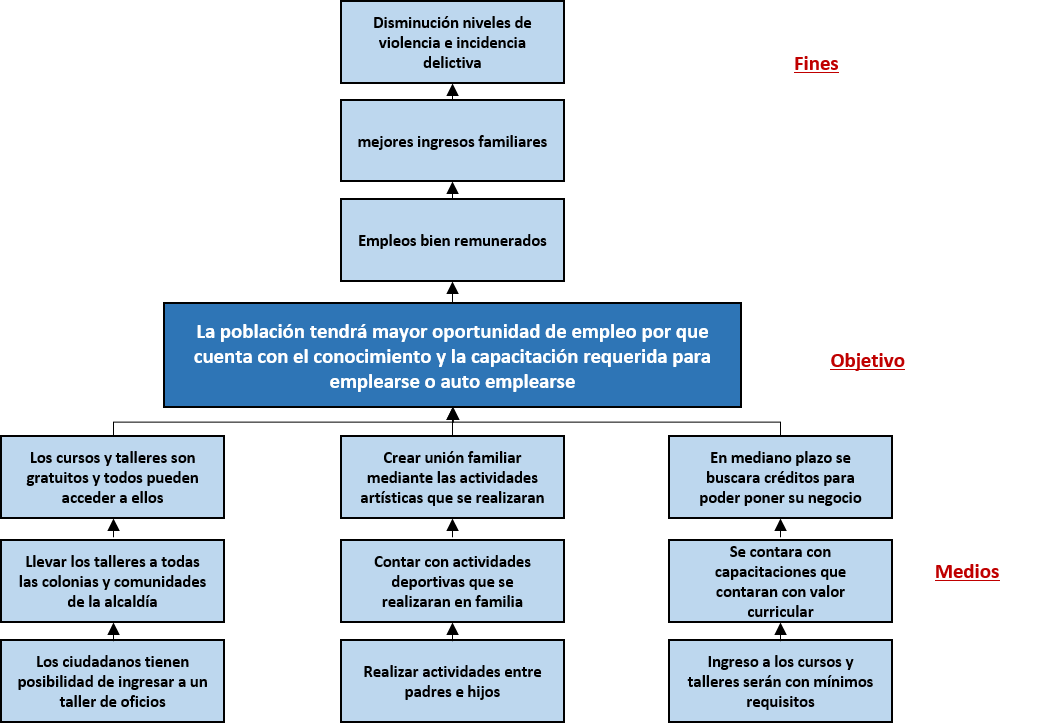 Disminución niveles de
violencia e incidencia
delictiva
Fines
mejores ingresos familiares
Empleos bien remunerados
La población tendrá mayor oportunidad de empleo por que
cuenta con el conocimiento y la capacitación requerida para
emplearse o auto emplearse
Objetivo
Los cursos y talleres son
gratuitos y todos pueden
acceder a ellos
Crear unión familiar
mediante las actividades
artísticas que se realizaran
En mediano plazo se
buscara créditos para
poder poner su negocio
Llevar los talleres a todas
las colonias y comunidades
de la alcaldía
Contar con actividades
deportivas que se
realizaran en familia
Se contara con
capacitaciones que
contaran con valor
curricular
Medios
Los ciudadanos tienen
posibilidad de ingresar a un
taller de oficios
Realizar actividades entre
padres e hijos
Ingreso a los cursos y
talleres serán con mínimos
requisitos